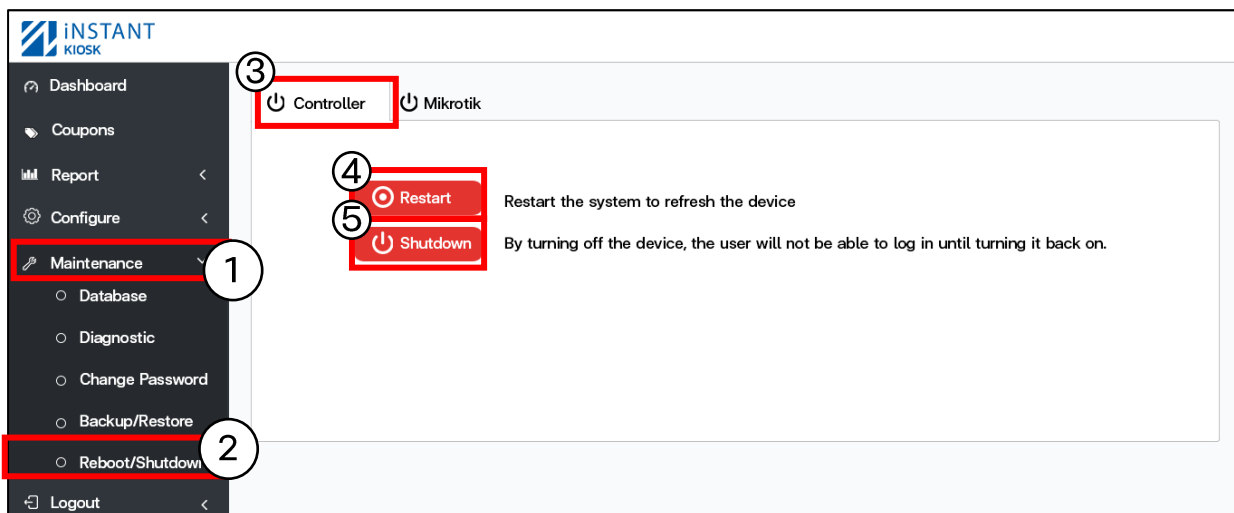 iNSTANT
KIOSK
Dashboard
Coupons
Report
Configure
Maintenance
1
Database
Diagnostic
Change Password
Backup/Restore
Reboot/Shutdown
2
Logout
3
Controller
Mikrotik
4
Restart
Restart the system to refresh the device
5
Shutdown
By turning off the device, the user will not be able to log in until turning it back on.